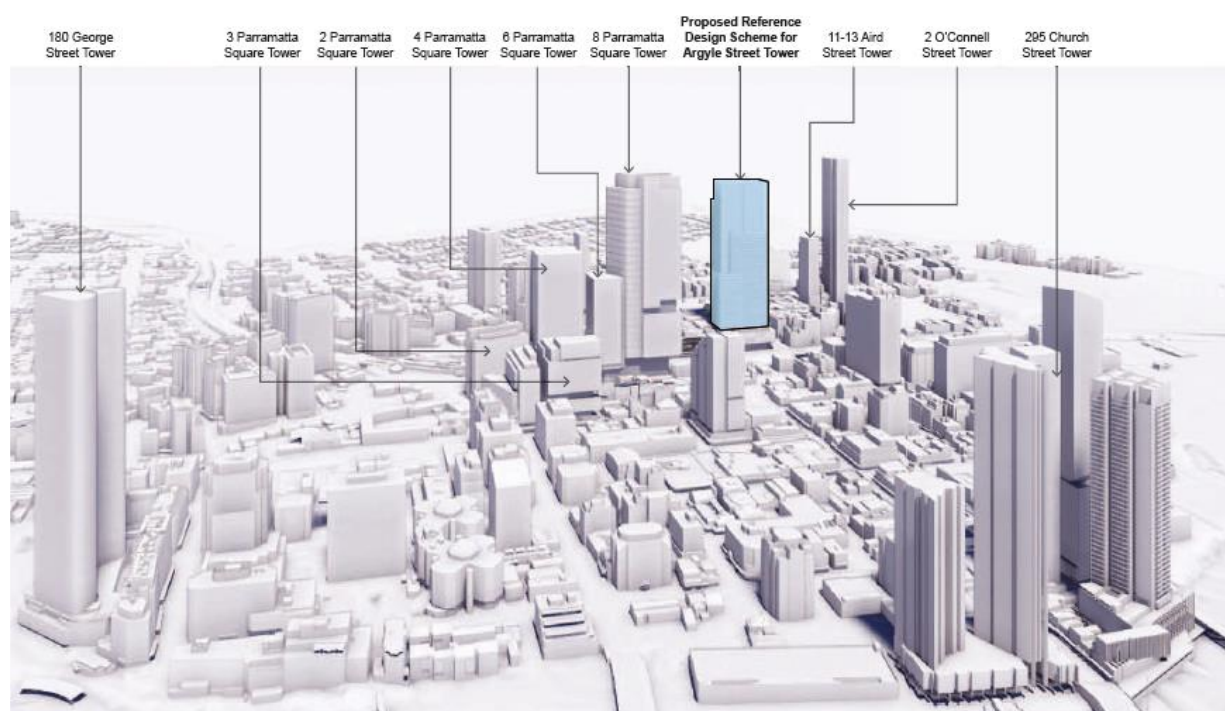 180 George
Street Tower
3 Parramatta
Square Tower
2 Parramatta
Square Tower
4 Parramatta
Square Tower
6 Parramatta
Square Tower
8 Parramatta
Square Tower
Proposed Reference
Design Scheme for
Argyle Street Tower
11-13 Aird
Street Tower
2 O'Connell
Street Tower
295 Church
Street Tower